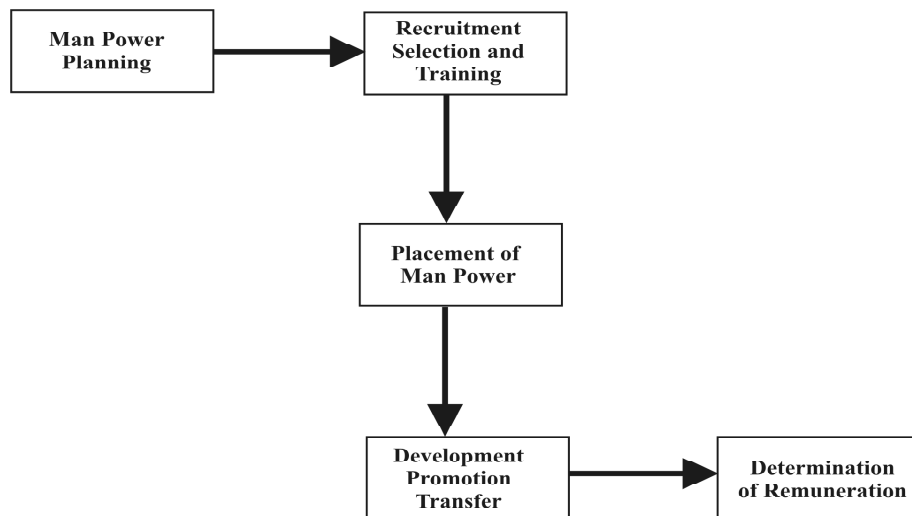 Man Power
Planning
Recruitment
Selection and
Training
Placement of
Man Power
Development
Promotion
Transfer
Determination
of Remuneration